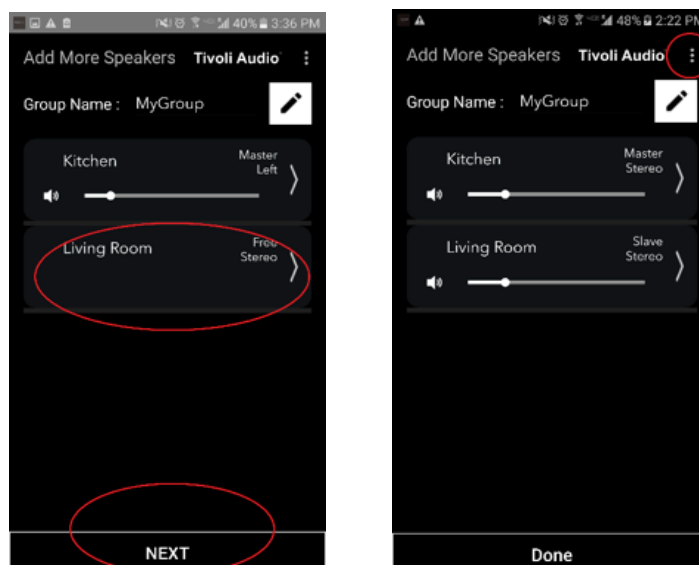 40% 3:36 PM
Add More Speakers Tivoli Audio
Group Name : MyGroup
Kitchen
Master
Left
Living Room
Free
Stereo
NEXT
48% 2:22 PM
Add More Speakers Tivoli Audio
Group Name : MyGroup
Kitchen
Master
Stereo
Living Room
Slave
Stereo
Done